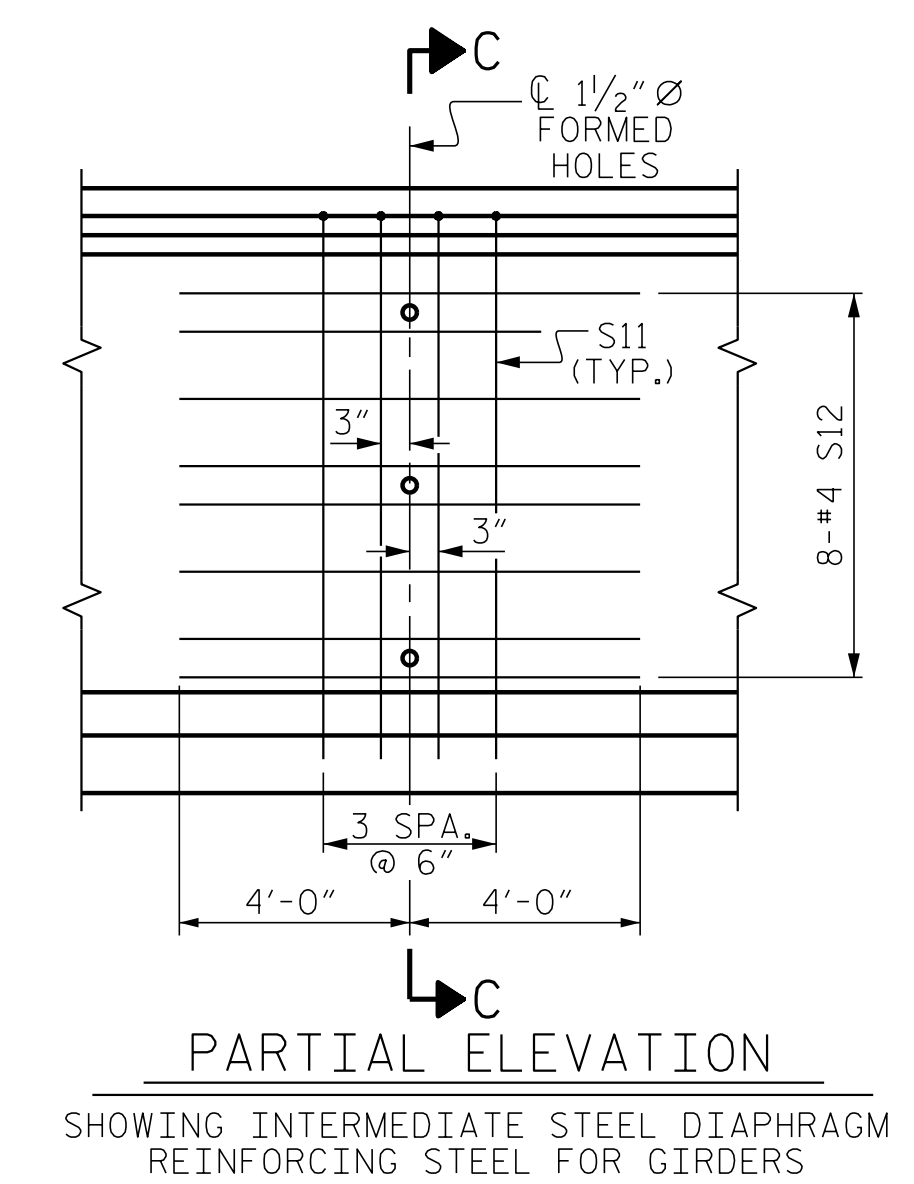 C
℄ 1½" Ø
FORMED
HOLES
S11
(TYP.)
3"
8-#4 S12
3"
3 SPA.
@ 6"
4'-0" 4'-0"
C
PARTIAL ELEVATION
SHOWING INTERMEDIATE STEEL DIAPHRAGM
REINFORCING STEEL FOR GIRDERS